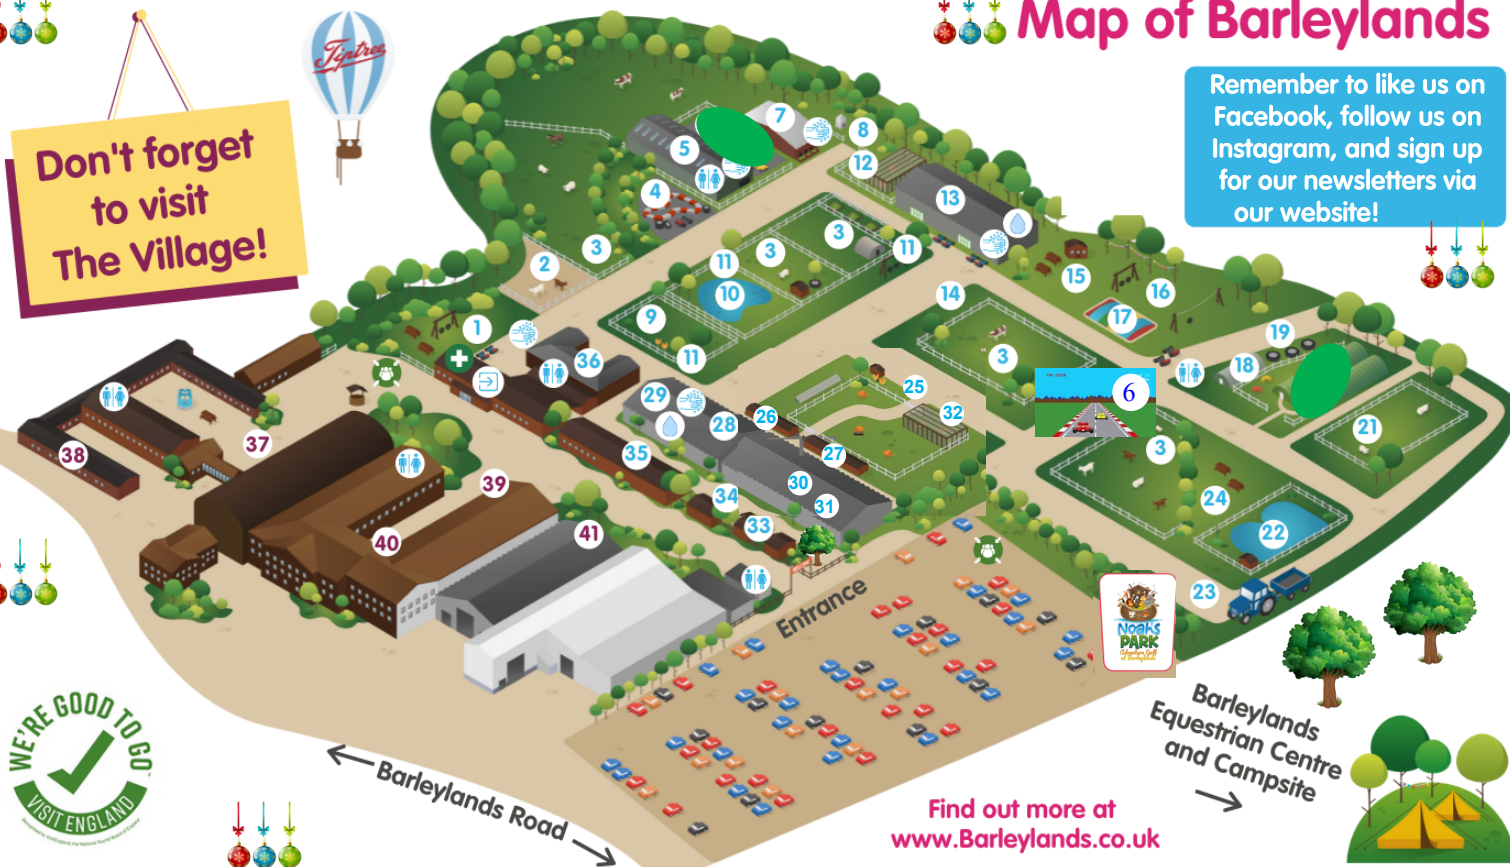 Map of Barleylands
Remember to like us on
Facebook, follow us on
Instagram, and sign up
for our newsletters via
our website!
Don't forget
to visit
The Village!
Tiptree
7
8
5
12
4
13
3
3
3
11
2
11
15
16
10
14
9
17
1
19
11
36
3
18
25
6
29
32
26
28
21
37
3
35
27
38
39
30
24
34
31
33
22
40
41
23
Entrance
NOAKS
PARK
Adventure Golf
at Barleylands
WE'RE GOOD TO GO
VISIT ENGLAND
Barleylands Road
Barleylands
Equestrian Centre
and Campsite
Find out more at
www.Barleylands.co.uk